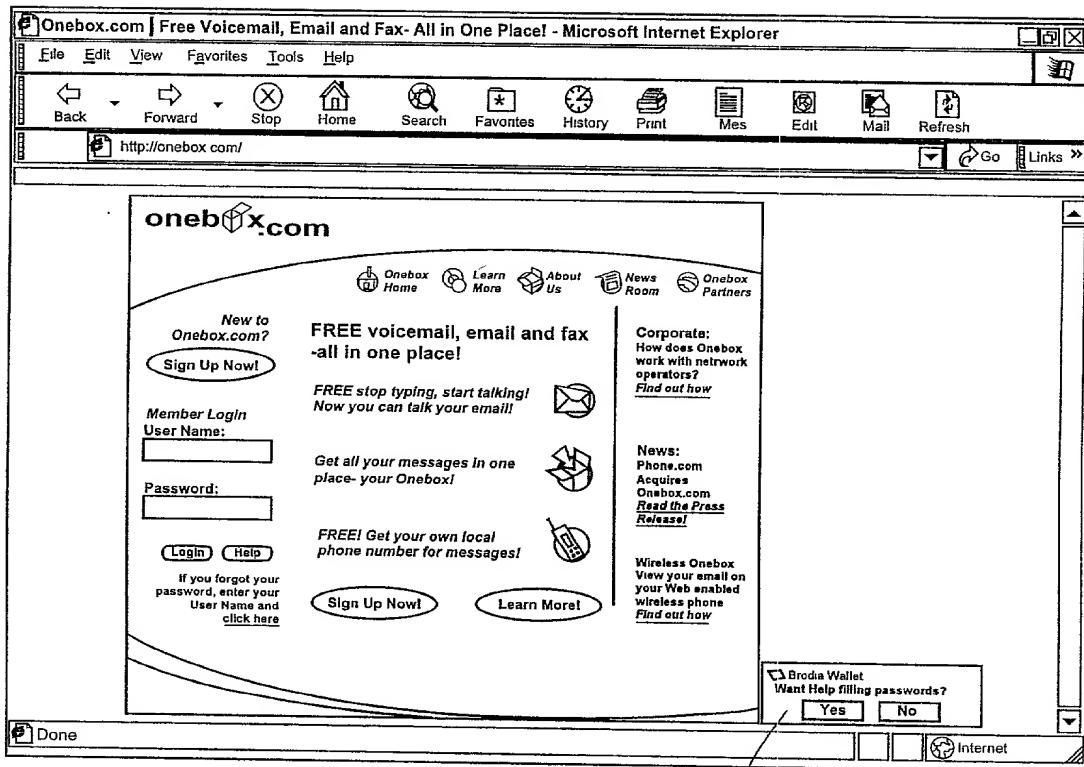 Onebox.com | Free Voicemail, Email and Fax- All in One Place! - Microsoft Internet Explorer
File Edit View Favorites Tools Help
Back Forward Stop Home Search Favorites History Print Mes Edit Mail Refresh
http://onebox com/ Go Links »
onebox.com
Onebox Home
Learn More
About Us
News Room
Onebox Partners
New to
Onebox.com?
Sign Up Now!
Member Login
User Name:
Password:
Login Help
If you forgot your
password, enter your
User Name and
click here
FREE voicemail, email and fax
-all in one place!
FREE stop typing, start talking!
Now you can talk your email!
Get all your messages in one
place- your Onebox!
FREE! Get your own local
phone number for messages!
Sign Up Now! Learn More!
Corporate:
How does Onebox
work with netrwork
operators?
Find out how
News:
Phone.com
Acquires
Onebox.com
Read the Press
Release!
Wireless Onebox
View your email on
your Web enabled
wireless phone
Find out how
Brodia Wallet
Want Help filling passwords?
Yes No
Done Internet